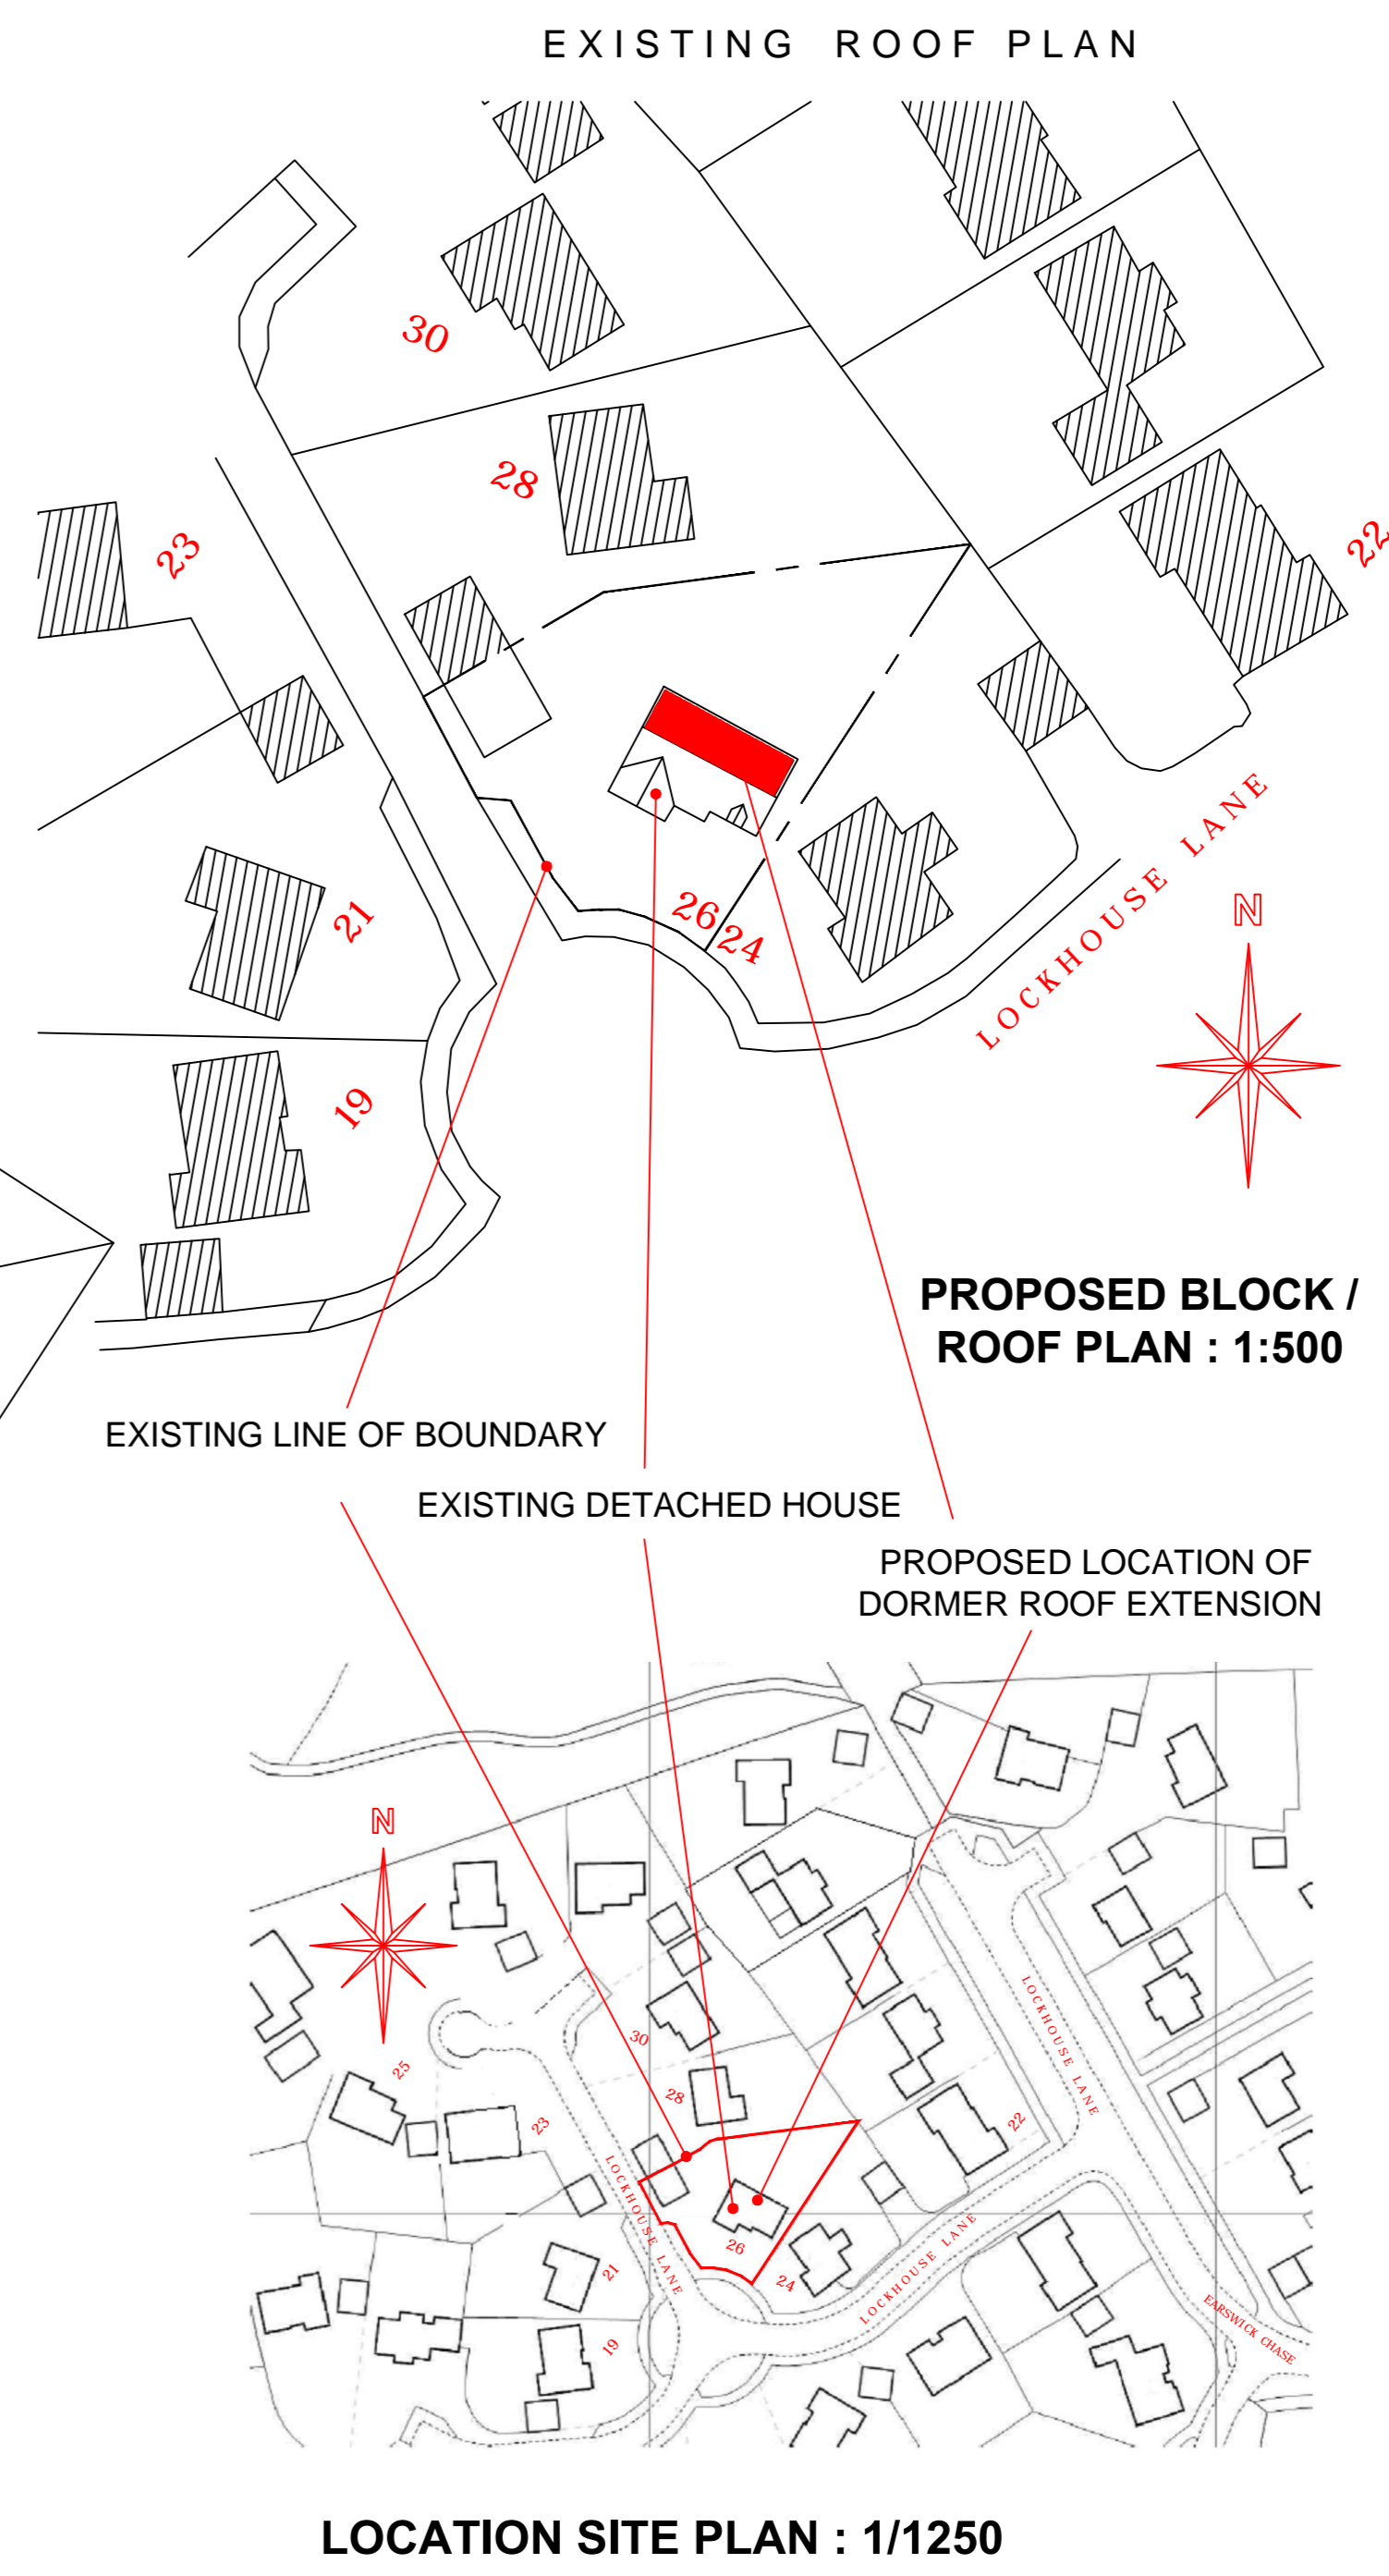 EXISTING ROOF PLAN
30
28
23
22
26
24
21
19
LOCKHOUSE LANE
N
PROPOSED BLOCK /
ROOF PLAN : 1:500
EXISTING LINE OF BOUNDARY
EXISTING DETACHED HOUSE
PROPOSED LOCATION OF
DORMER ROOF EXTENSION
N
30
25
28
23
22
LOCKHOUSE LANE
LOCKHOUSE LANE
26
24
21
19
LOCKHOUSE LANE
EARSWICK CHASE
LOCATION SITE PLAN : 1/1250